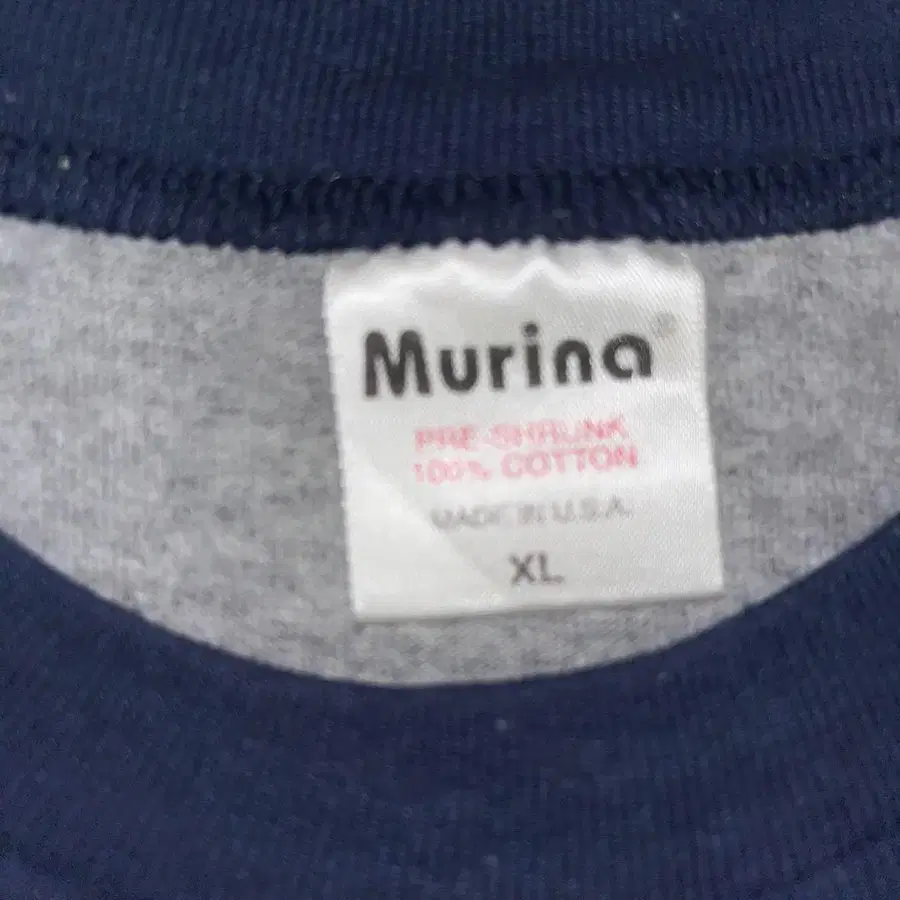 Murina®
PRE-SHRUNK
100% COTTON
MADE IN U.S.A.
XL